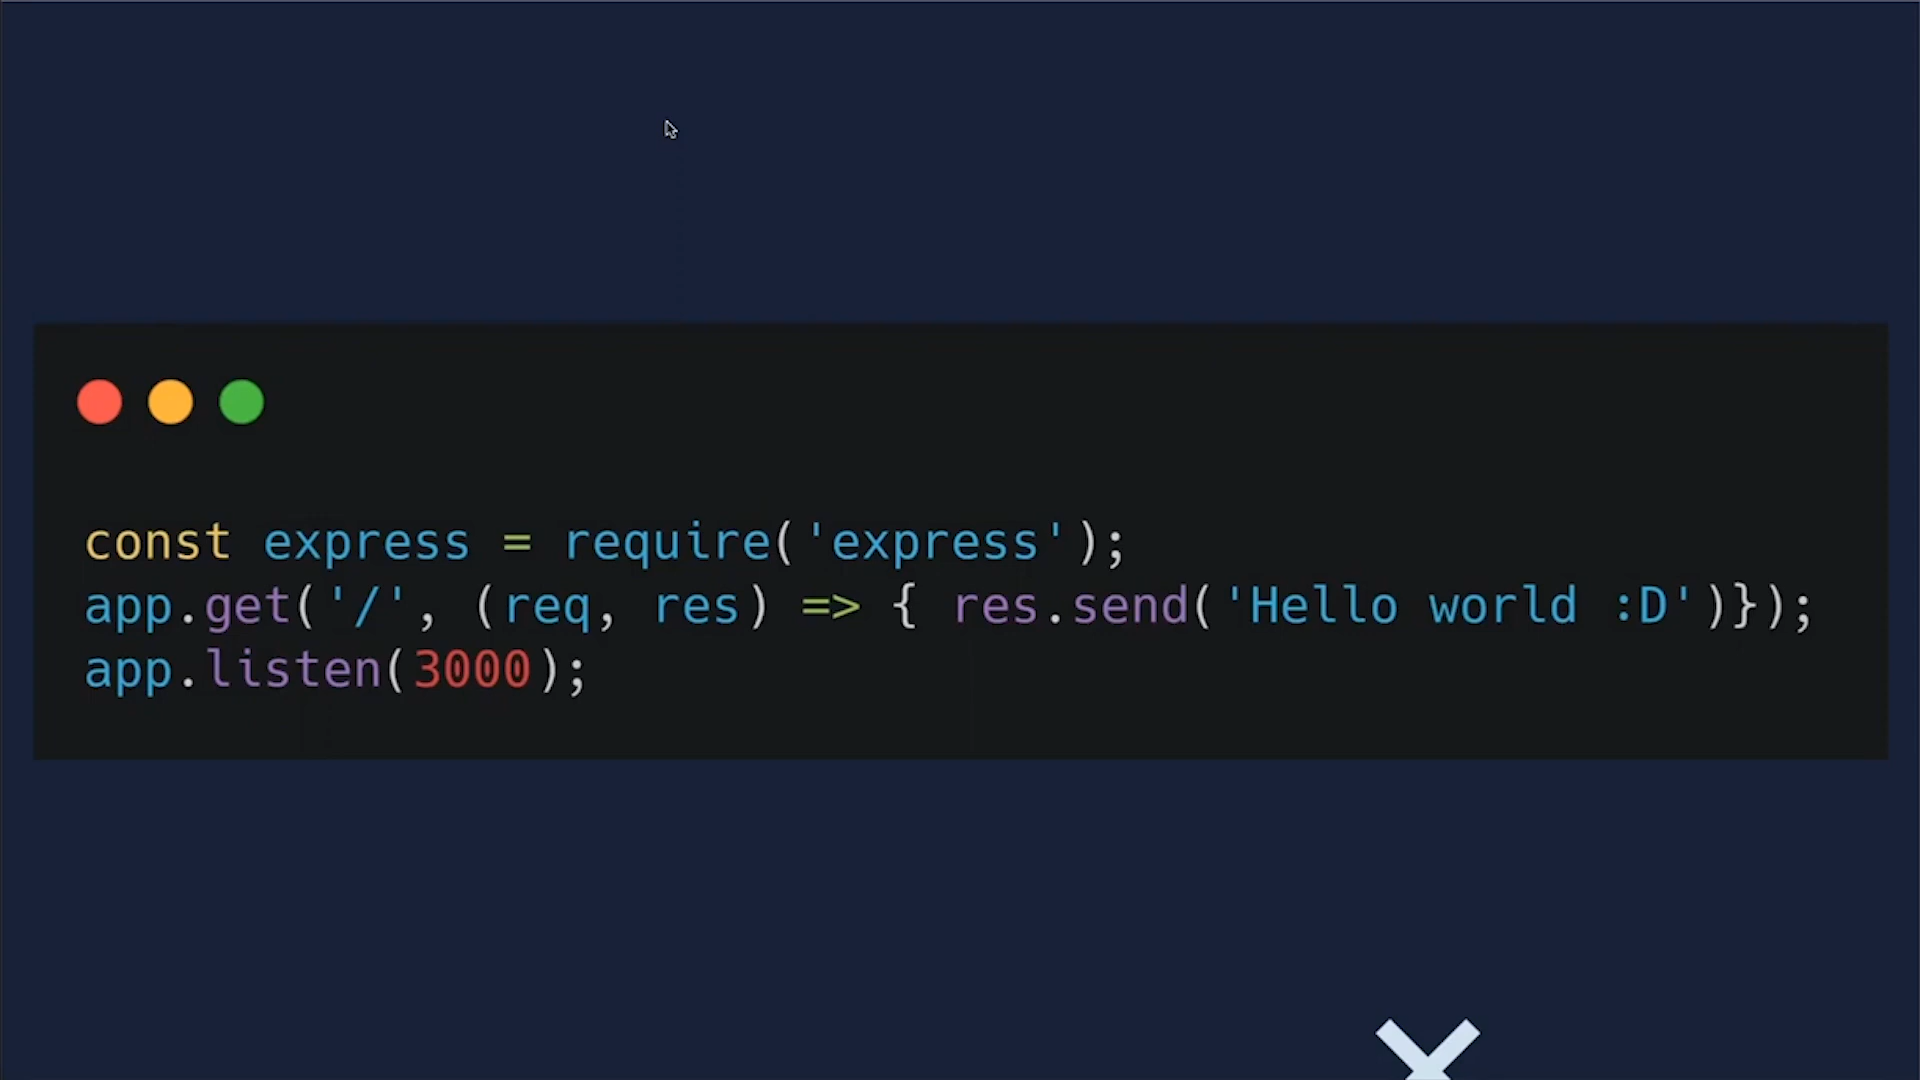 const express = require('express');
app.get('/', (req, res) => { res.send('Hello world :D')});
app.listen(3000);